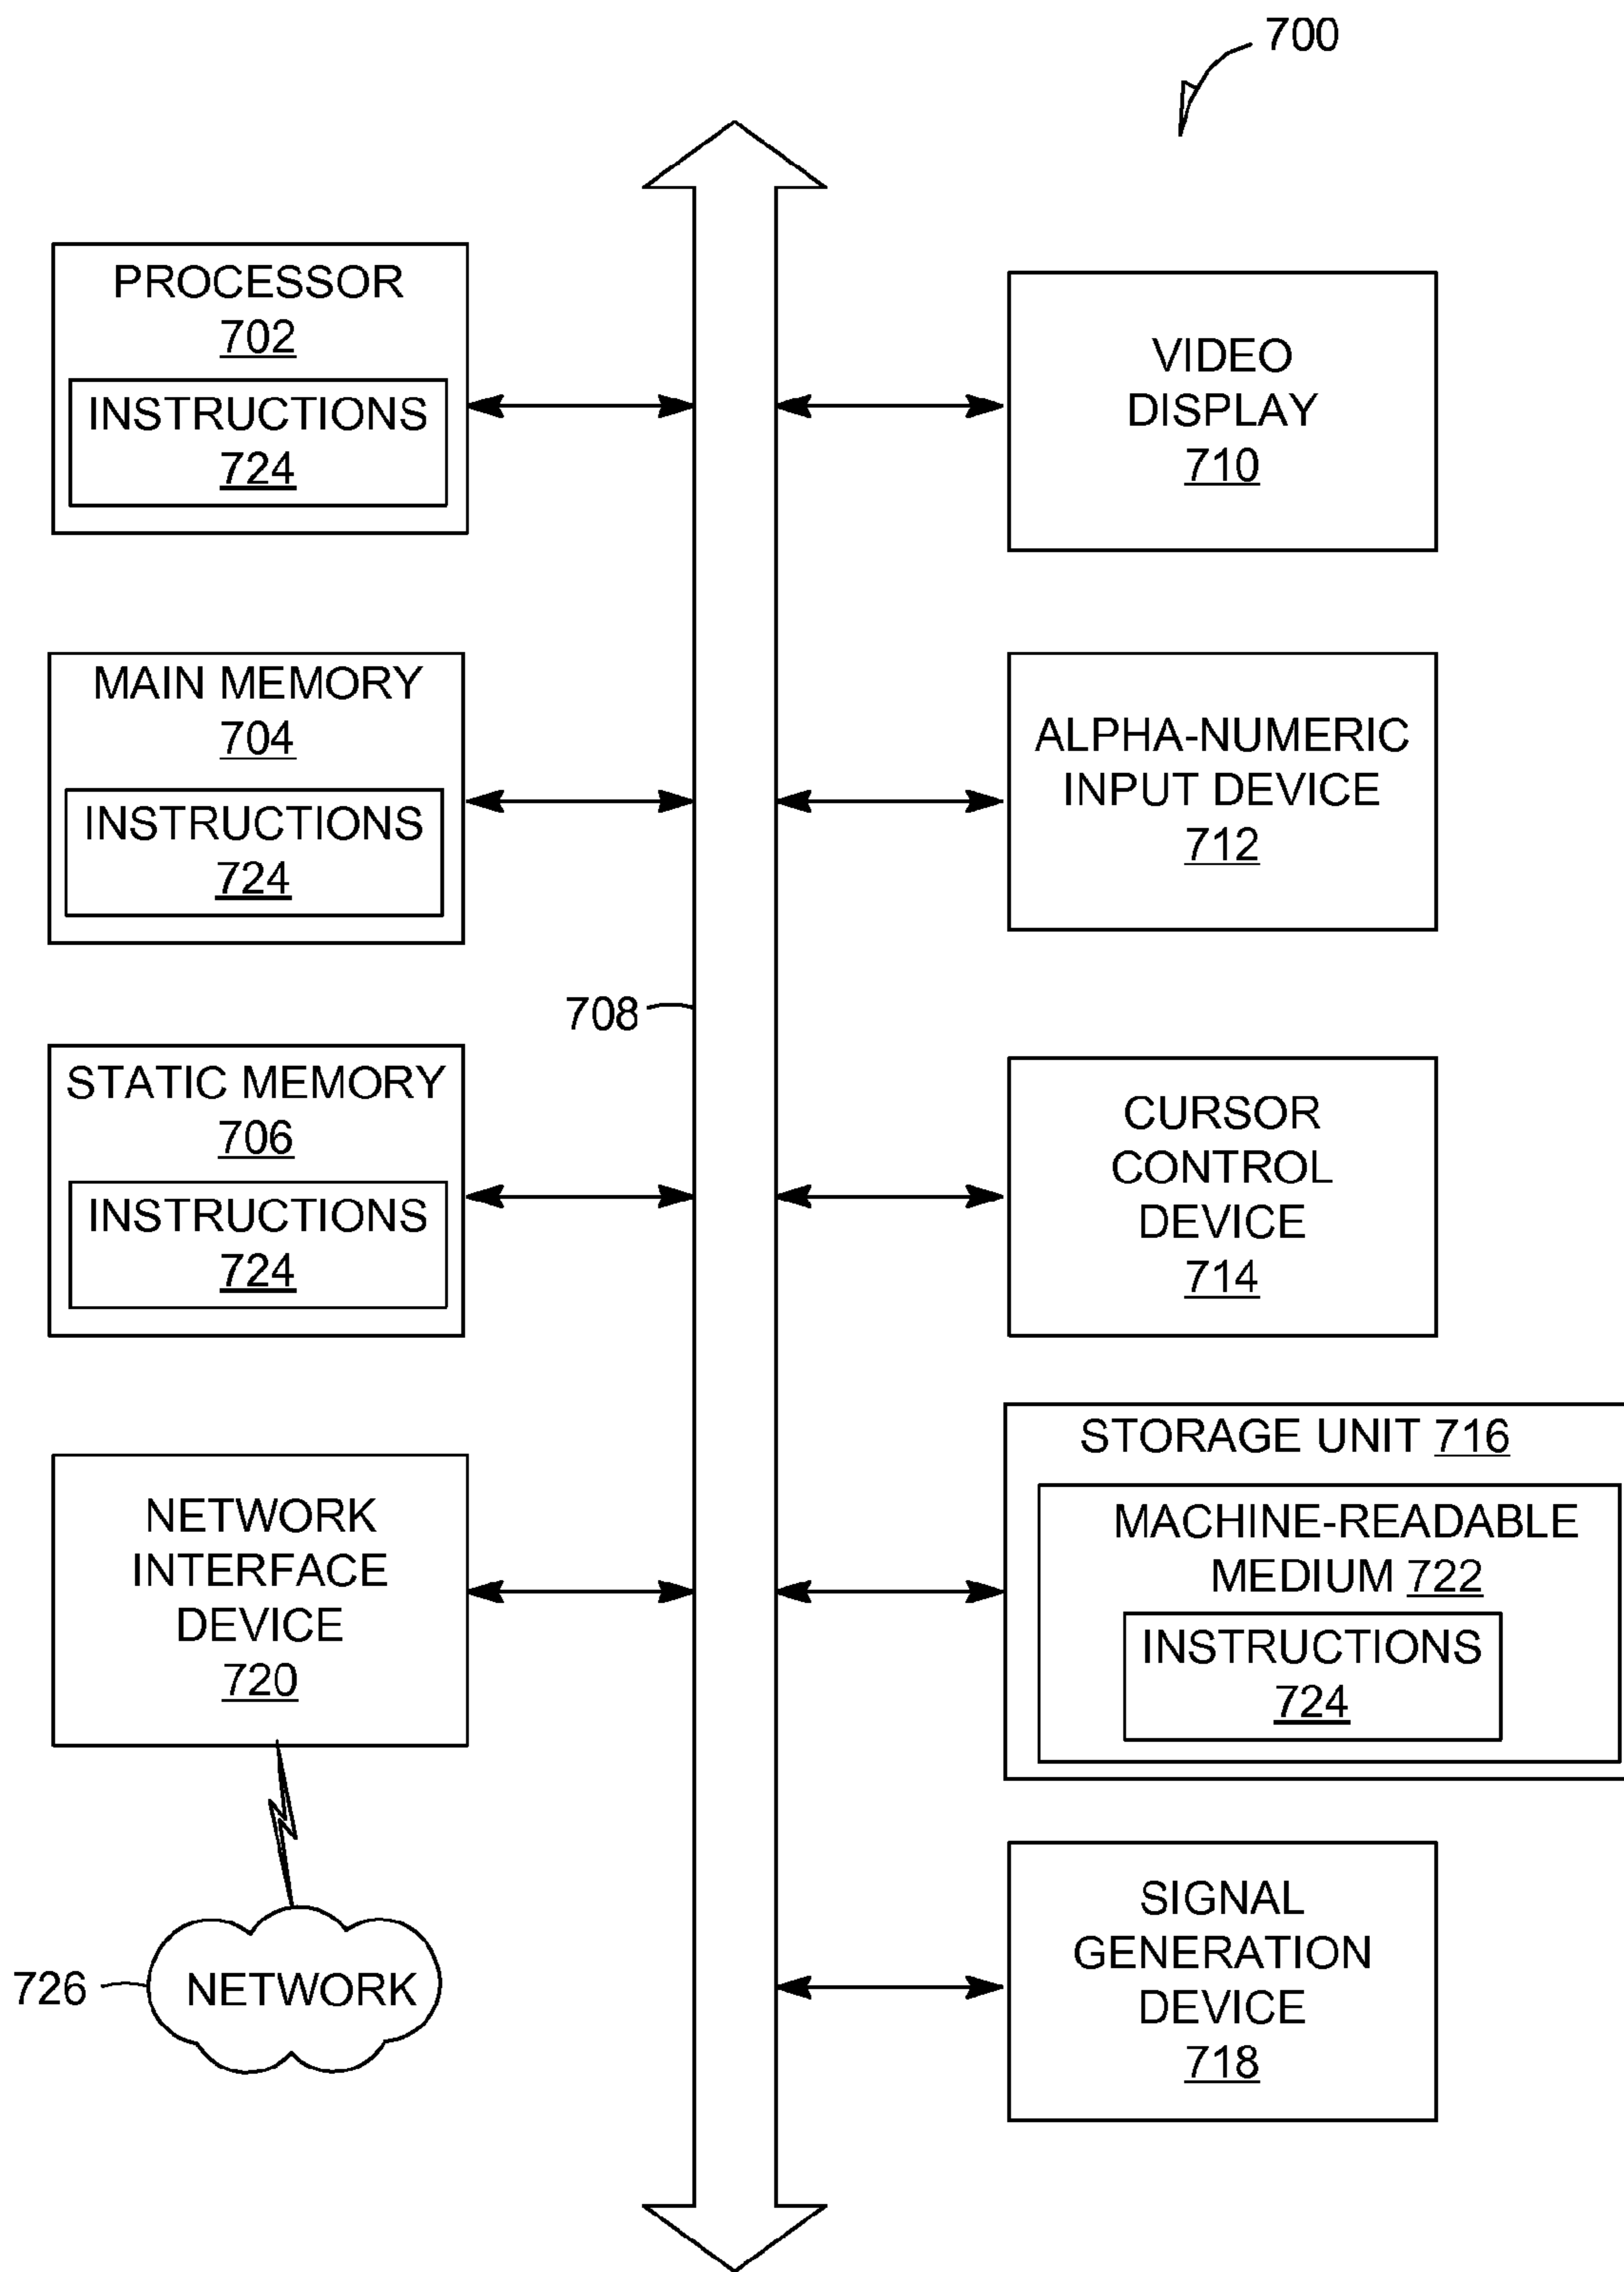 700
PROCESSOR
702
INSTRUCTIONS
724
MAIN MEMORY
704
INSTRUCTIONS
724
708
STATIC MEMORY
706
INSTRUCTIONS
724
NETWORK
INTERFACE
DEVICE
720
726
NETWORK
VIDEO
DISPLAY
710
ALPHA-NUMERIC
INPUT DEVICE
712
CURSOR
CONTROL
DEVICE
714
STORAGE UNIT 716
MACHINE-READABLE
MEDIUM 722
INSTRUCTIONS
724
SIGNAL
GENERATION
DEVICE
718